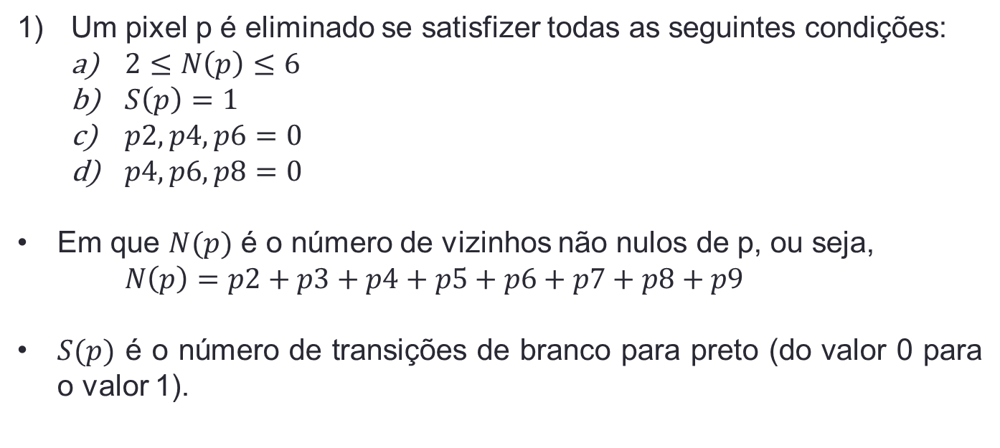 1) Um pixel p é eliminado se satisfizer todas as seguintes condições:
a) 2 ≤ N(p) ≤ 6
b) S(p) = 1
c) p2, p4, p6 = 0
d) p4, p6, p8 = 0
• Em que N(p) é o número de vizinhos não nulos de p, ou seja,
N(p) = p2 + p3 + p4 + p5 + p6 + p7 + p8 + p9
• S(p) é o número de transições de branco para preto (do valor 0 para
o valor 1).